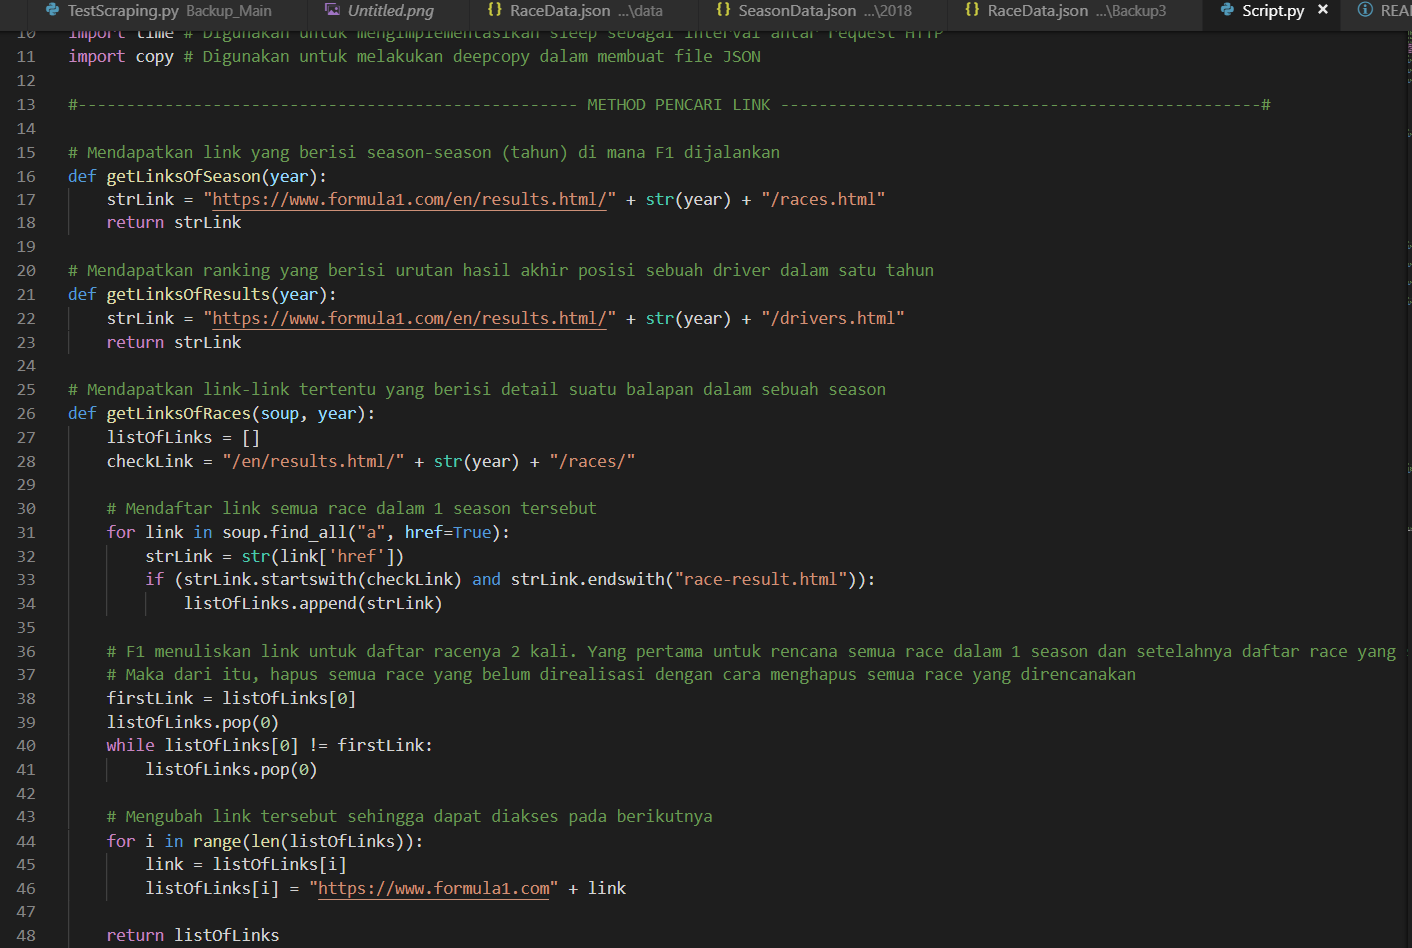 TestScraping.py Backup_Main Untitled.png {} RaceData.json ...\data {} SeasonData.json ...\2018 {} RaceData.json ...\Backup3 Script.py × REA
10 import time # Digunakan untuk mengimplementasikan sleep sebagai interval antar request HTTP
11 import copy # Digunakan untuk melakukan deepcopy dalam membuat file JSON
12
13 #---------------------------------------------------- METHOD PENCARI LINK --------------------------------------------------#
14
15 # Mendapatkan link yang berisi season-season (tahun) di mana F1 dijalankan
16 def getLinksOfSeason(year):
17 strLink = "https://www.formula1.com/en/results.html/" + str(year) + "/races.html"
18 return strLink
19
20 # Mendapatkan ranking yang berisi urutan hasil akhir posisi sebuah driver dalam satu tahun
21 def getLinksOfResults(year):
22 strLink = "https://www.formula1.com/en/results.html/" + str(year) + "/drivers.html"
23 return strLink
24
25 # Mendapatkan link-link tertentu yang berisi detail suatu balapan dalam sebuah season
26 def getLinksOfRaces(soup, year):
27 listOfLinks = []
28 checkLink = "/en/results.html/" + str(year) + "/races/"
29
30 # Mendaftar link semua race dalam 1 season tersebut
31 for link in soup.find_all("a", href=True):
32 strLink = str(link['href'])
33 if (strLink.startswith(checkLink) and strLink.endswith("race-result.html")):
34 listOfLinks.append(strLink)
35
36 # F1 menuliskan link untuk daftar racenya 2 kali. Yang pertama untuk rencana semua race dalam 1 season dan setelahnya daftar race yang
37 # Maka dari itu, hapus semua race yang belum direalisasi dengan cara menghapus semua race yang direncanakan
38 firstLink = listOfLinks[0]
39 listOfLinks.pop(0)
40 while listOfLinks[0] != firstLink:
41 listOfLinks.pop(0)
42
43 # Mengubah link tersebut sehingga dapat diakses pada berikutnya
44 for i in range(len(listOfLinks)):
45 link = listOfLinks[i]
46 listOfLinks[i] = "https://www.formula1.com" + link
47
48 return listOfLinks